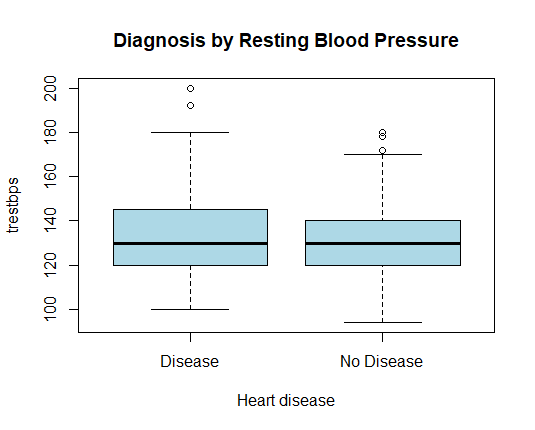 Diagnosis by Resting Blood Pressure
trestbps
200
180
160
140
120
100
Disease
No Disease
Heart disease